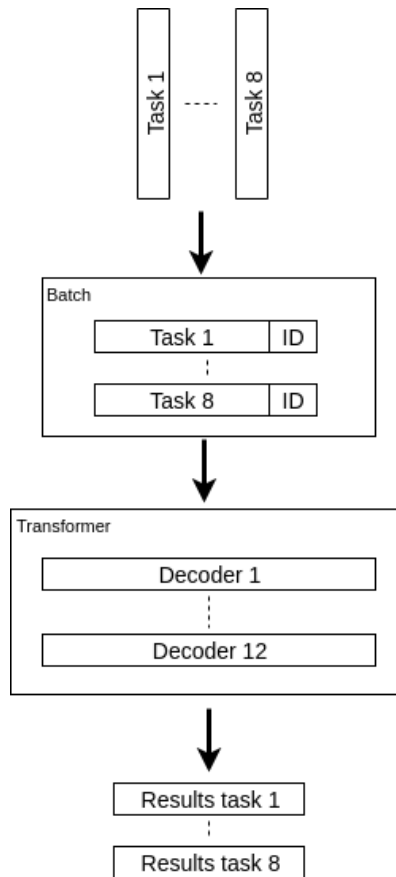 Task 1
Task 8
Batch
Task 1 ID
Task 8 ID
Transformer
Decoder 1
Decoder 12
Results task 1
Results task 8